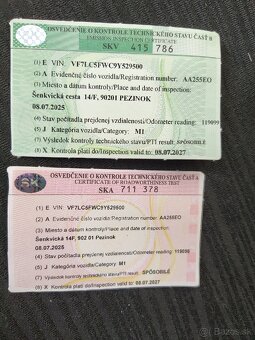 OSVEDČENIE O KONTROLE TECHNICKÉHO STAVU ČASŤ B
EMISSION INSPECTION CERTIFICATE
SKV 415 786
(1) E VIN: VF7LC5FWC9Y529500
(2) A Evidenčné číslo vozidla/Registration number: AA255EO
(3) Miesto a dátum kontroly/Place and date of inspection:
Šenkvická cesta 14/F, 90201 PEZINOK
08.07.2025
(4) Stav počítadla prejdenej vzdialenosti/Odometer reading: 119099
(5) J Kategória vozidla/Category: M1
(7) Výsledok kontroly technického stavu/PTI result: SPÔSOBILÉ
(9) X Kontrola platí do/Inspection valid to: 08.07.2027
OSVEDČENIE O KONTROLE TECHNICKÉHO STAVU ČASŤ A
CERTIFICATE OF ROADWORTHINESS TEST
SKA 711 378
(1) E VIN: VF7LC5FWC9Y529500
(2) A Evidenčné číslo vozidla/Registration number: AA255EO
(3) Miesto a dátum kontroly/Place and date of inspection:
Šenkvická 14F, 902 01 Pezinok
08.07.2025
(4) Stav počítadla prejdenej vzdialenosti/Odometer reading: 119098
(5) J Kategória vozidla/Category: M1
(7) Výsledok kontroly technického stavu/PTI result: SPÔSOBILÉ
(9) X Kontrola platí do/Inspection valid to: 08.07.2027